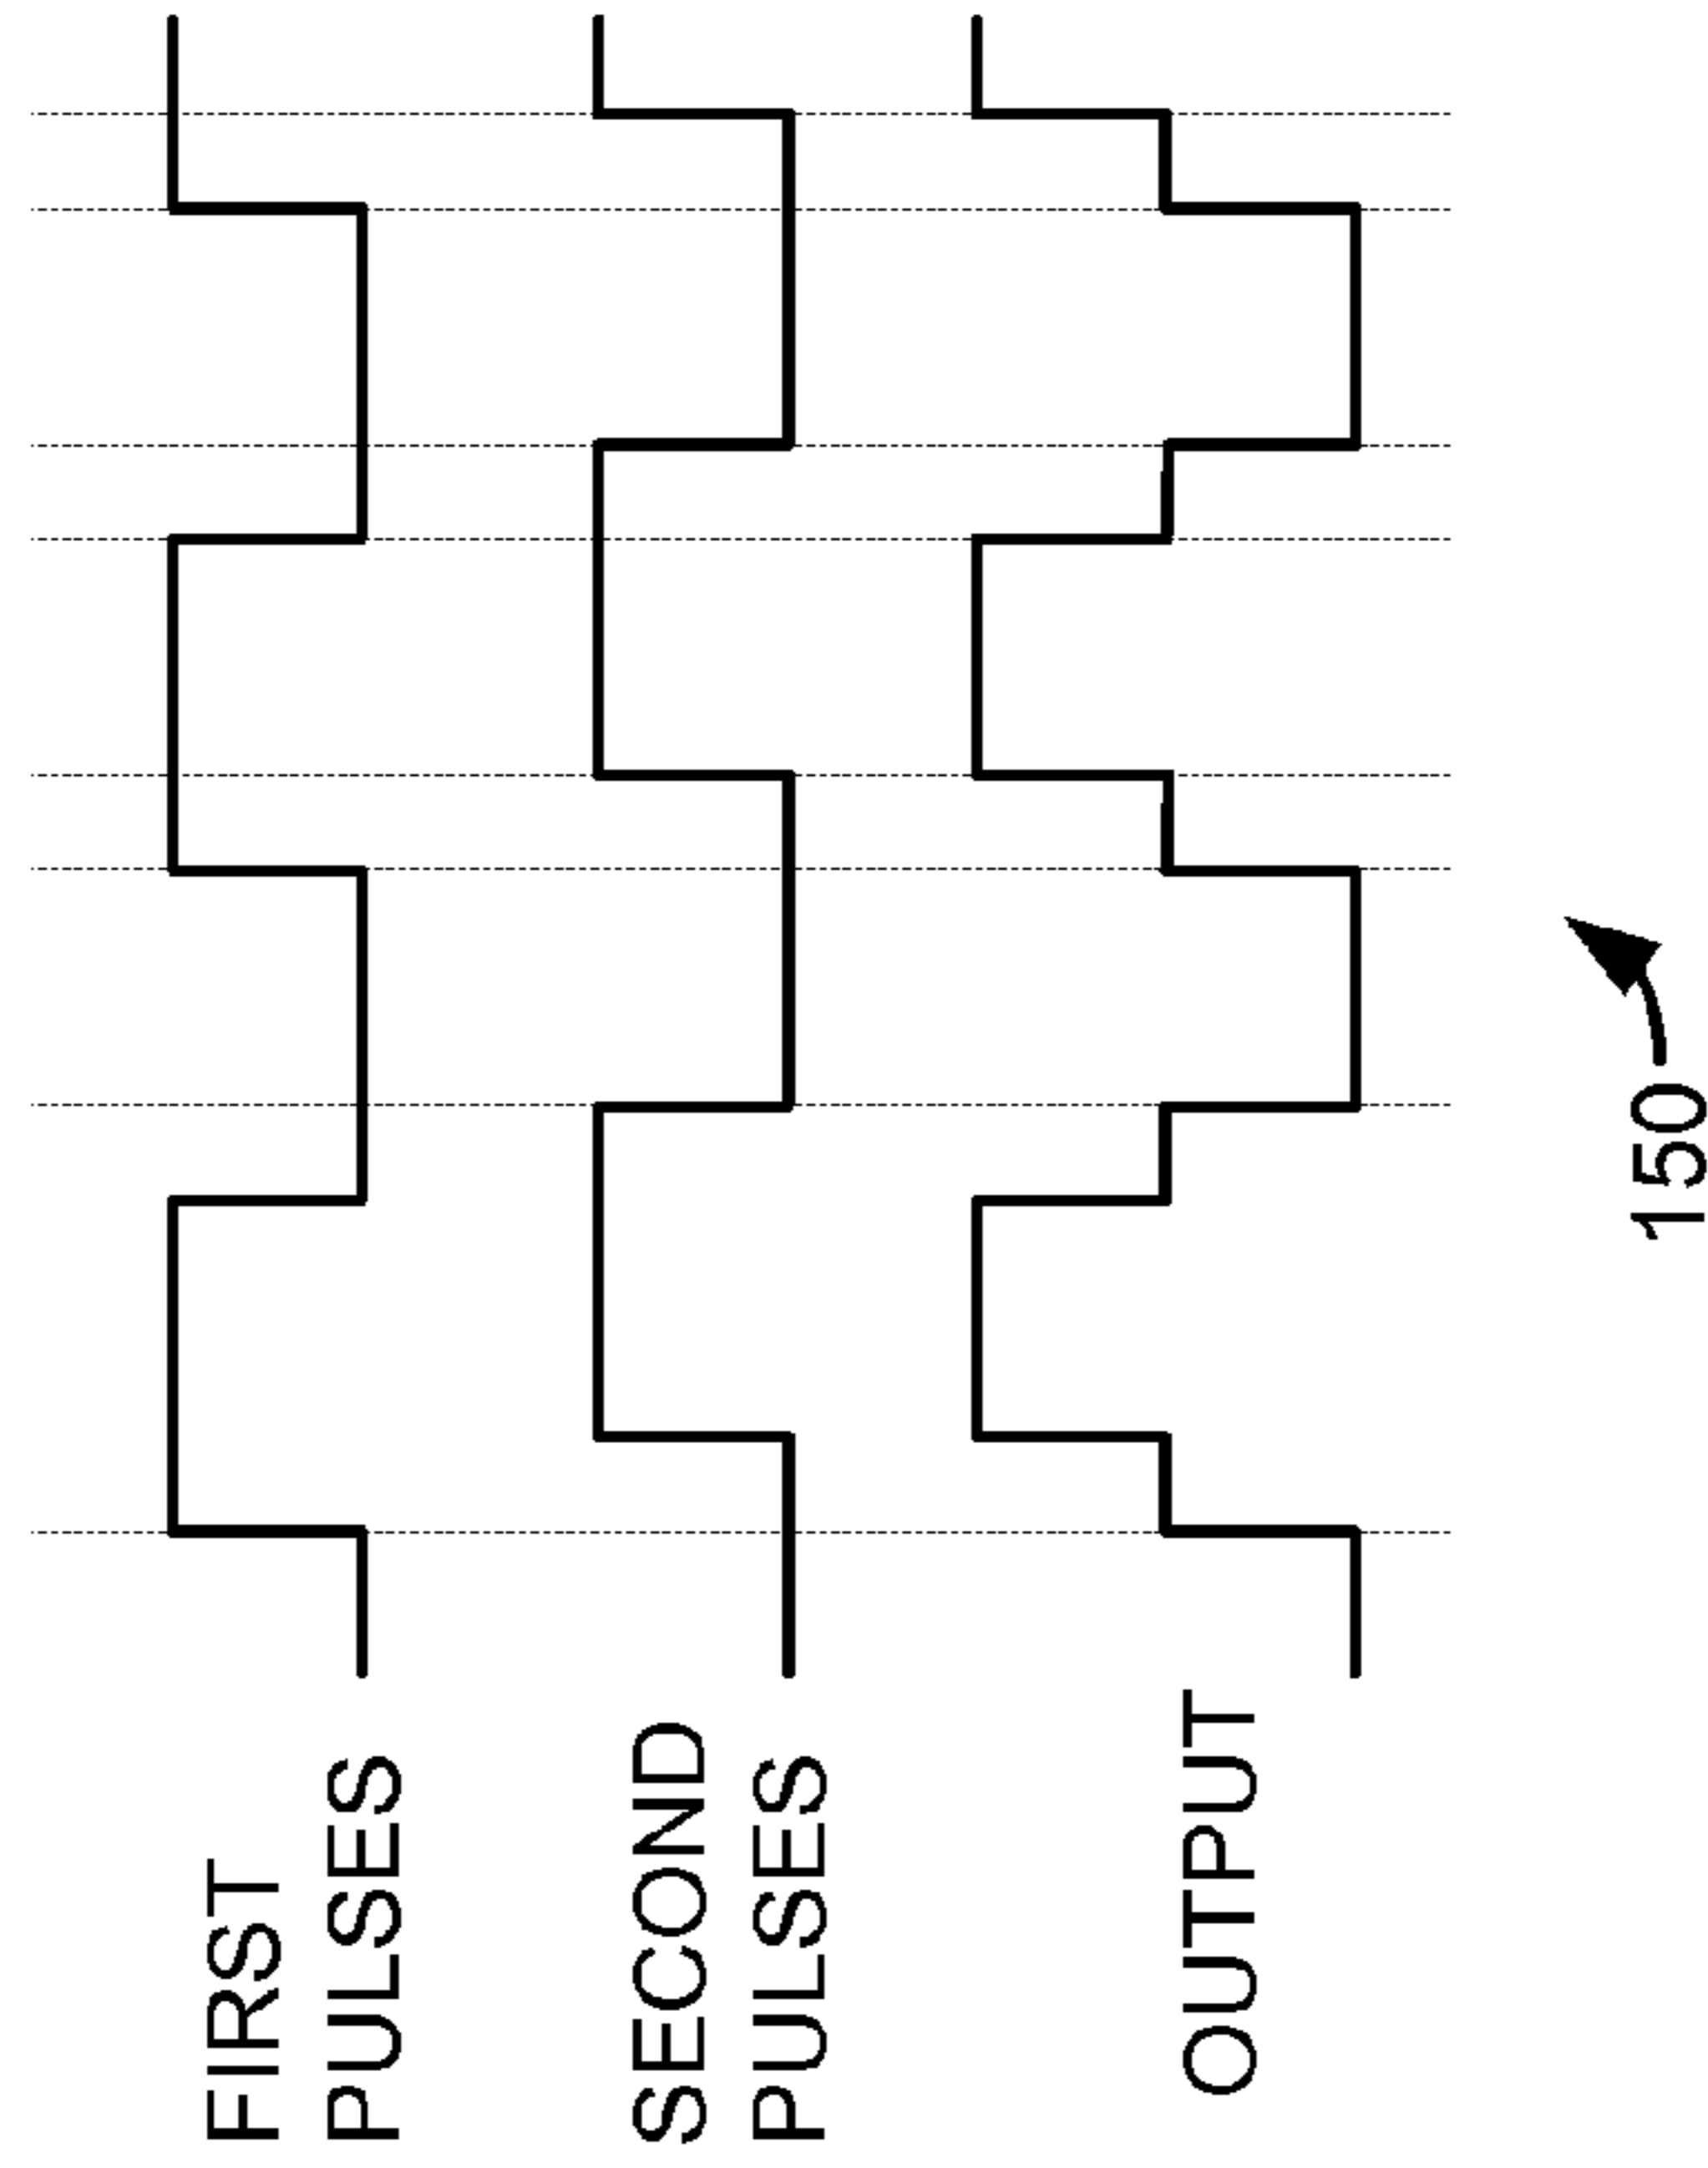 FIRST
PULSES
SECOND
PULSES
OUTPUT
150